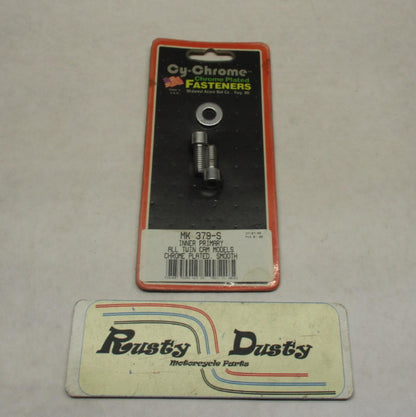 Cy-Chrome™
Chrome Plated
FASTENERS
MK 379-S
INNER PRIMARY
ALL TWIN CAM MODELS
CHROME PLATED, SMOOTH
Rusty Dusty
Motorcycle Parts